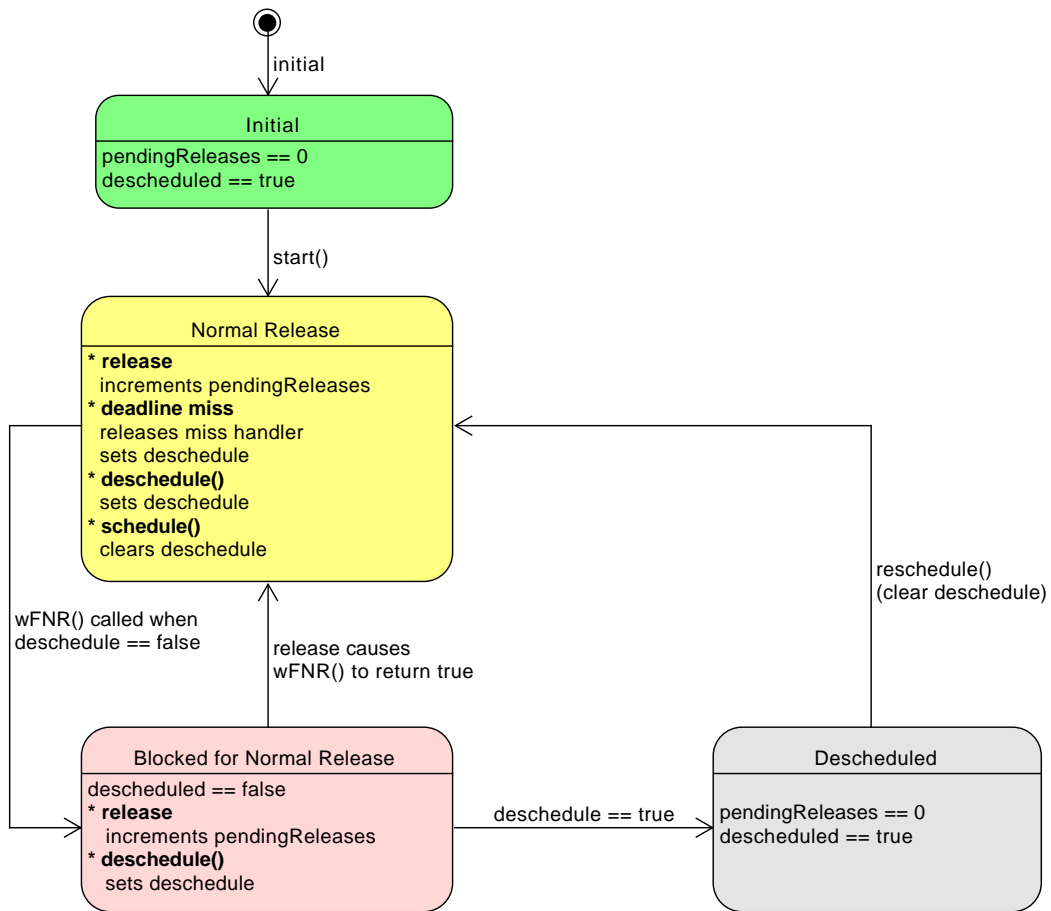 initial
Initial
pendingReleases == 0
descheduled == true
start()
Normal Release
* release
increments pendingReleases
* deadline miss
releases miss handler
sets deschedule
* deschedule()
sets deschedule
* schedule()
clears deschedule
wFNR() called when
deschedule == false
release causes
wFNR() to return true
reschedule()
(clear deschedule)
Blocked for Normal Release
descheduled == false
* release
increments pendingReleases
* deschedule()
sets deschedule
deschedule == true
Descheduled
pendingReleases == 0
descheduled == true